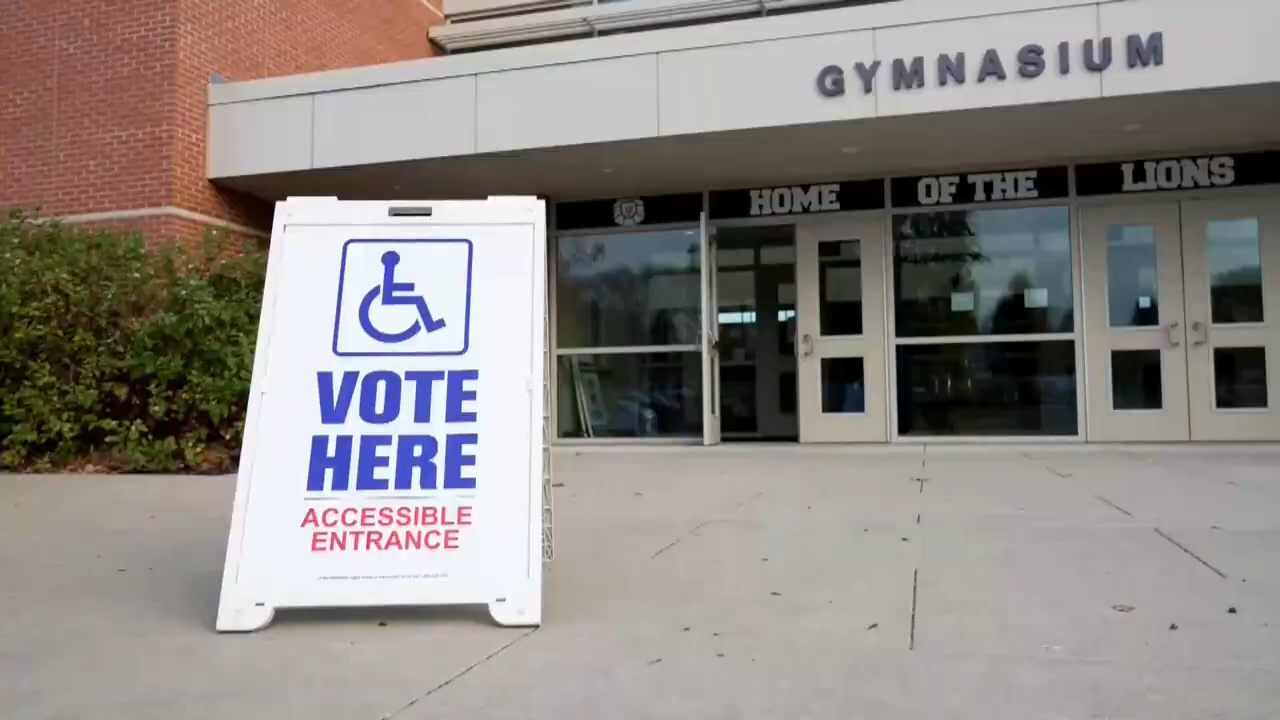 GYMNASIUM
HOME OF THE LIONS
VOTE
HERE
ACCESSIBLE
ENTRANCE